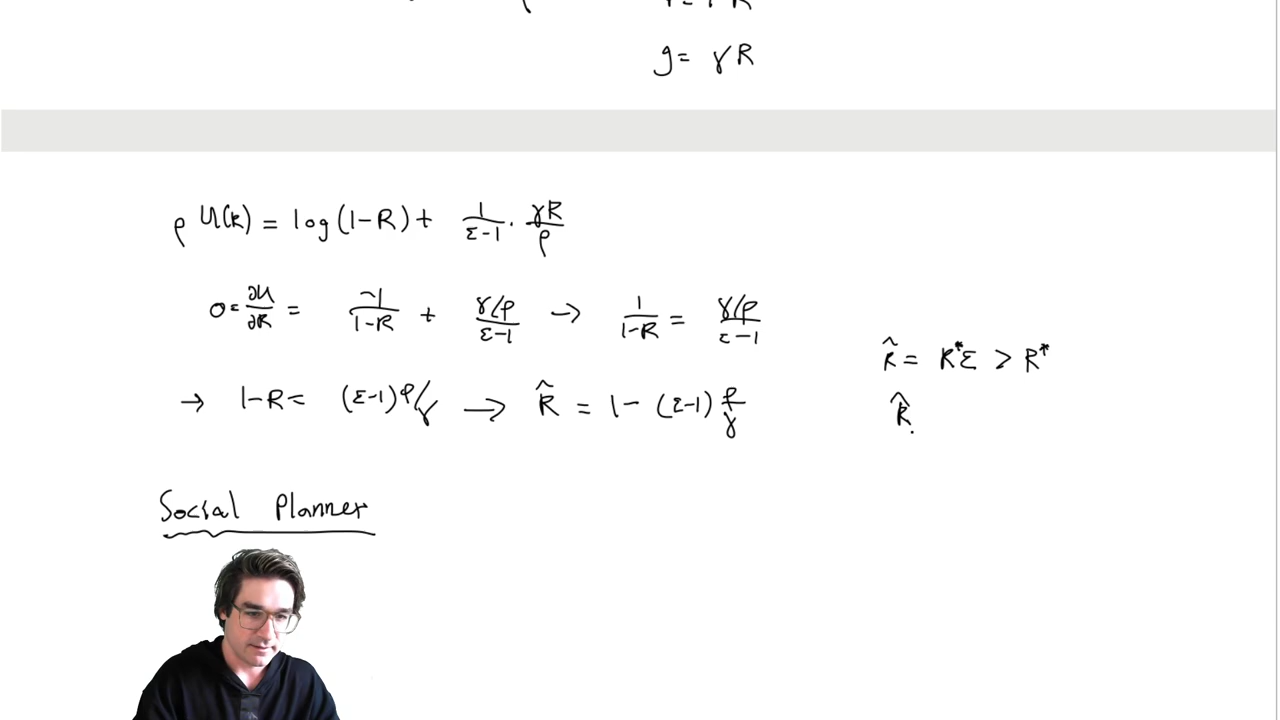 g = γR
ρ U(R) = log(1-R) + 1/(ε-1) · γR/ρ
0 = ∂U/∂R = -1/(1-R) + (γ/ρ)/(ε-1) → 1/(1-R) = (γ/ρ)/(ε-1)
R̂ = R*ε > R*
→ 1-R = (ε-1)ρ/γ → R̂ = 1 - (ε-1) ρ/γ
R̂
Social Planner